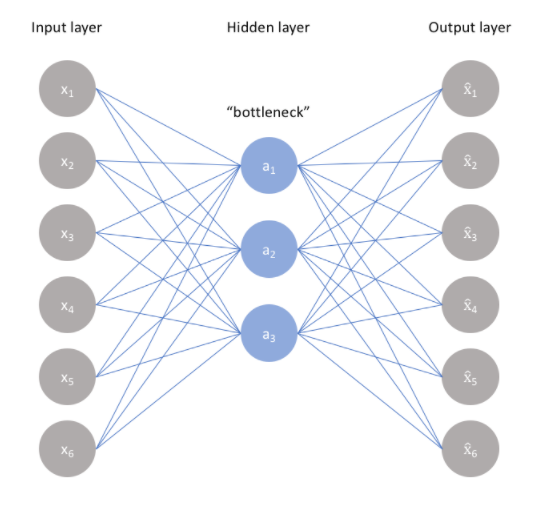 Input layer
Hidden layer
Output layer
“bottleneck”
x₁
x₂
x₃
x₄
x₅
x₆
a₁
a₂
a₃
x̂₁
x̂₂
x̂₃
x̂₄
x̂₅
x̂₆